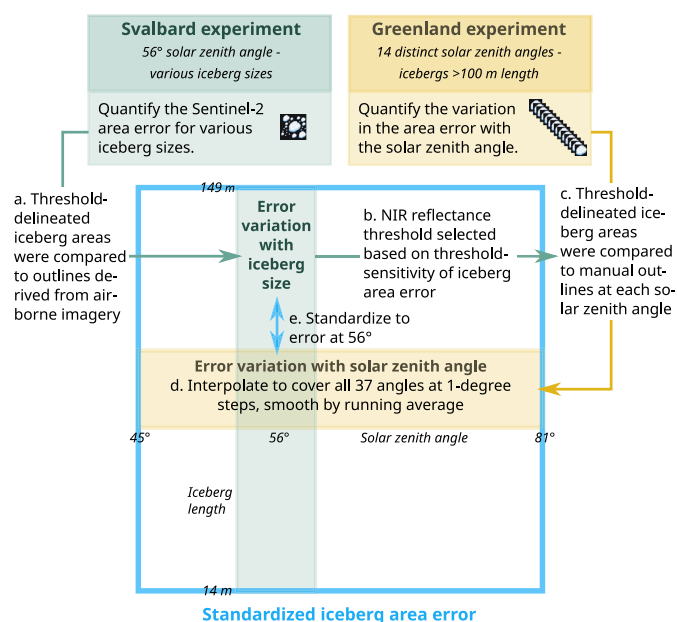 Svalbard experiment
56° solar zenith angle -
various iceberg sizes
Quantify the Sentinel-2
area error for various
iceberg sizes.
Greenland experiment
14 distinct solar zenith angles -
icebergs >100 m length
Quantify the variation
in the area error with
the solar zenith angle.
a. Threshold-
delineated
iceberg areas
were compared
to outlines de-
rived from air-
borne imagery
149 m
Error
variation
with
iceberg
size
b. NIR reflectance
threshold selected
based on threshold-
sensitivity of iceberg
area error
c. Threshold-
delineated ice-
berg areas
were compared
to manual out-
lines at each so-
lar zenith angle
e. Standardize to
error at 56°
Error variation with solar zenith angle
d. Interpolate to cover all 37 angles at 1-degree
steps, smooth by running average
45°
56°
Solar zenith angle
81°
Iceberg
length
14 m
Standardized iceberg area error